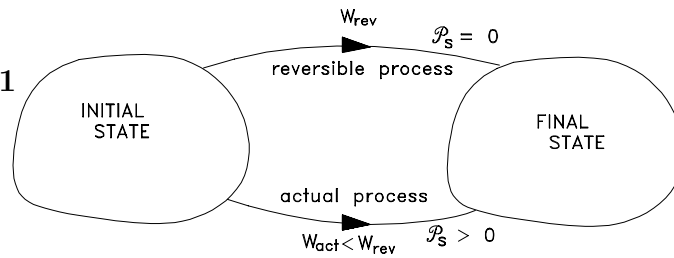 W_rev
𝒫_S = 0
reversible process
1
INITIAL
STATE
FINAL
STATE
actual process
W_act < W_rev
𝒫_S > 0